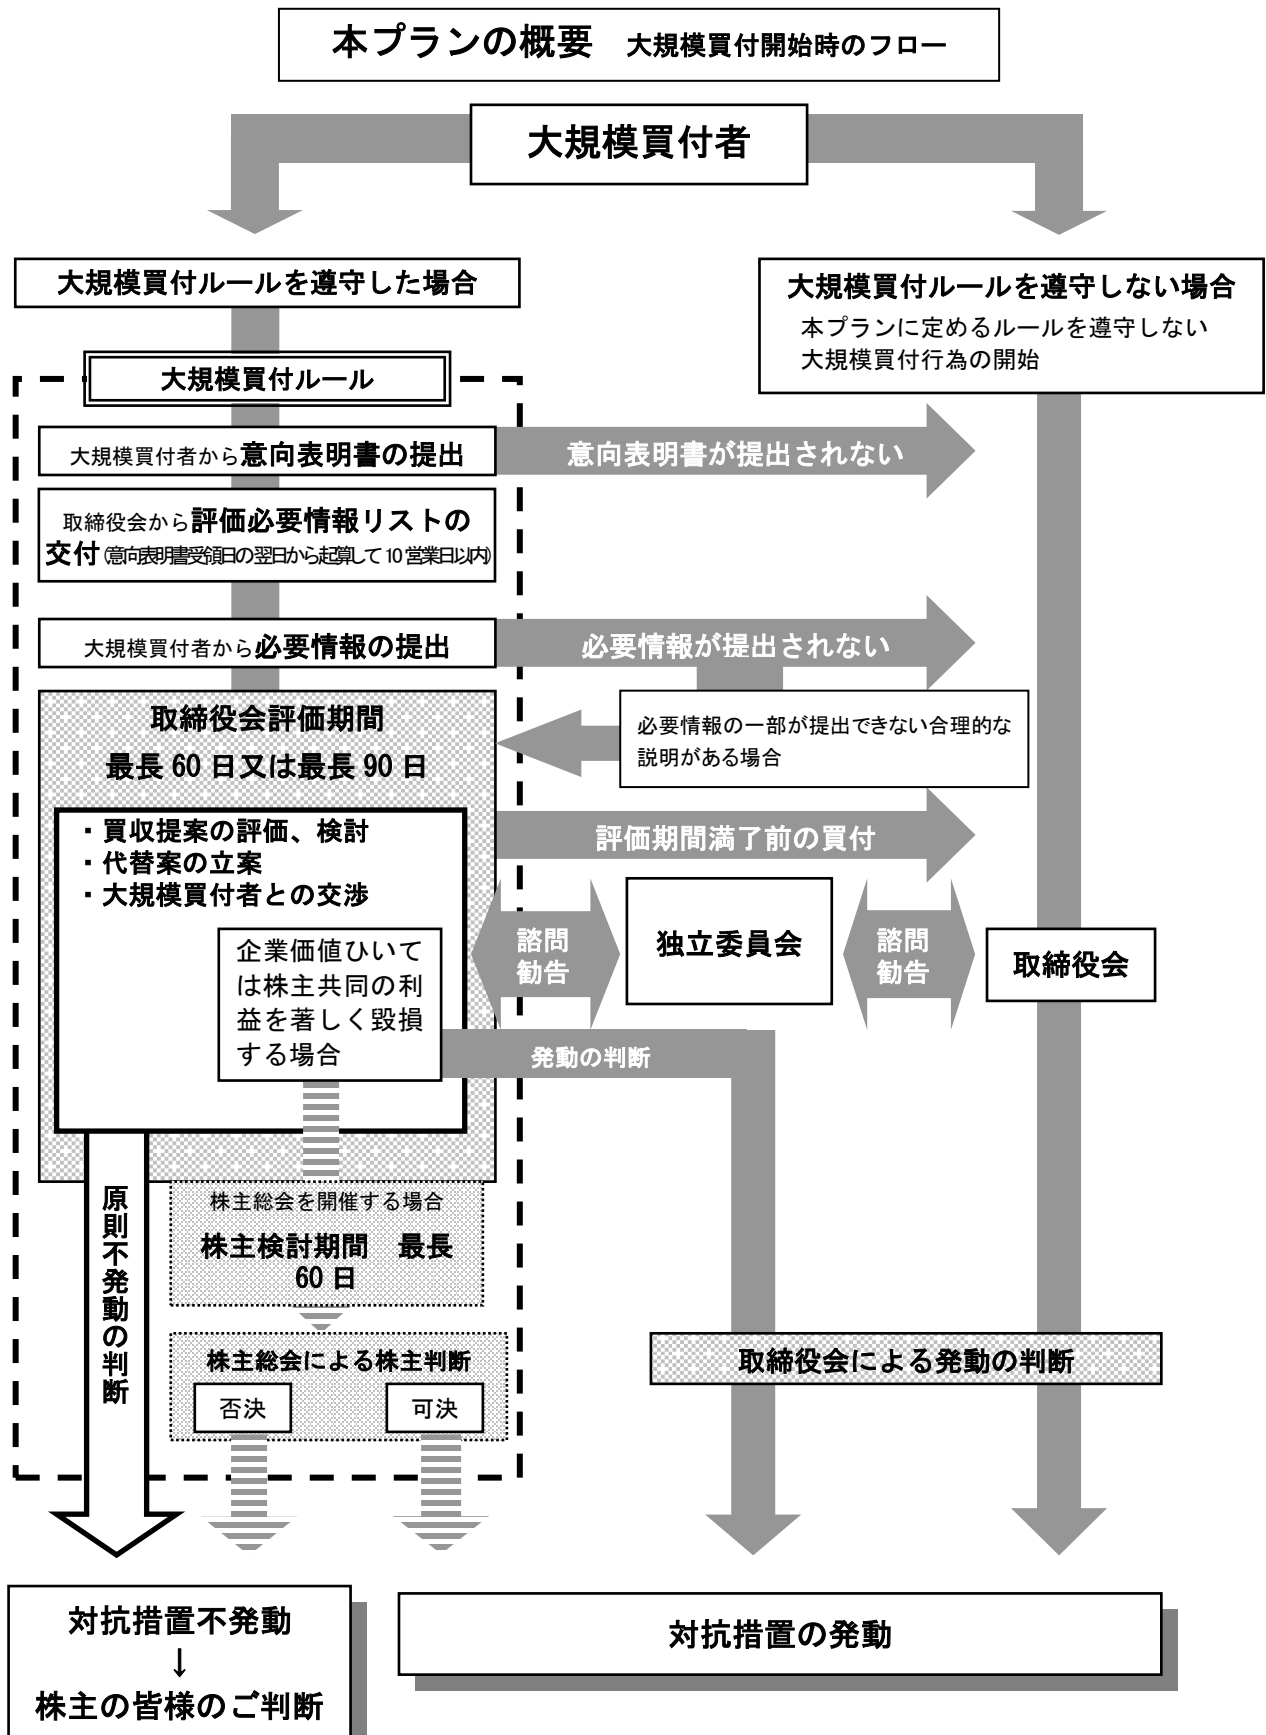 本プランの概要 大規模買付開始時のフロー
大規模買付者
大規模買付ルールを遵守した場合
大規模買付ルールを遵守しない場合
本プランに定めるルールを遵守しない
大規模買付行為の開始
大規模買付ルール
大規模買付者から意向表明書の提出
意向表明書が提出されない
取締役会から評価必要情報リストの
交付(意向表明書受領日の翌日から起算して10営業日以内)
大規模買付者から必要情報の提出
必要情報が提出されない
取締役会評価期間
最長 60 日又は最長 90 日
必要情報の一部が提出できない合理的な
説明がある場合
・買収提案の評価、検討
・代替案の立案
・大規模買付者との交渉
評価期間満了前の買付
企業価値ひいて
は株主共同の利
益を著しく毀損
する場合
諮問
勧告
独立委員会
諮問
勧告
取締役会
発動の判断
原則不発動の判断
株主総会を開催する場合
株主検討期間 最長
60 日
株主総会による株主判断
否決
可決
取締役会による発動の判断
対抗措置不発動
↓
株主の皆様のご判断
対抗措置の発動